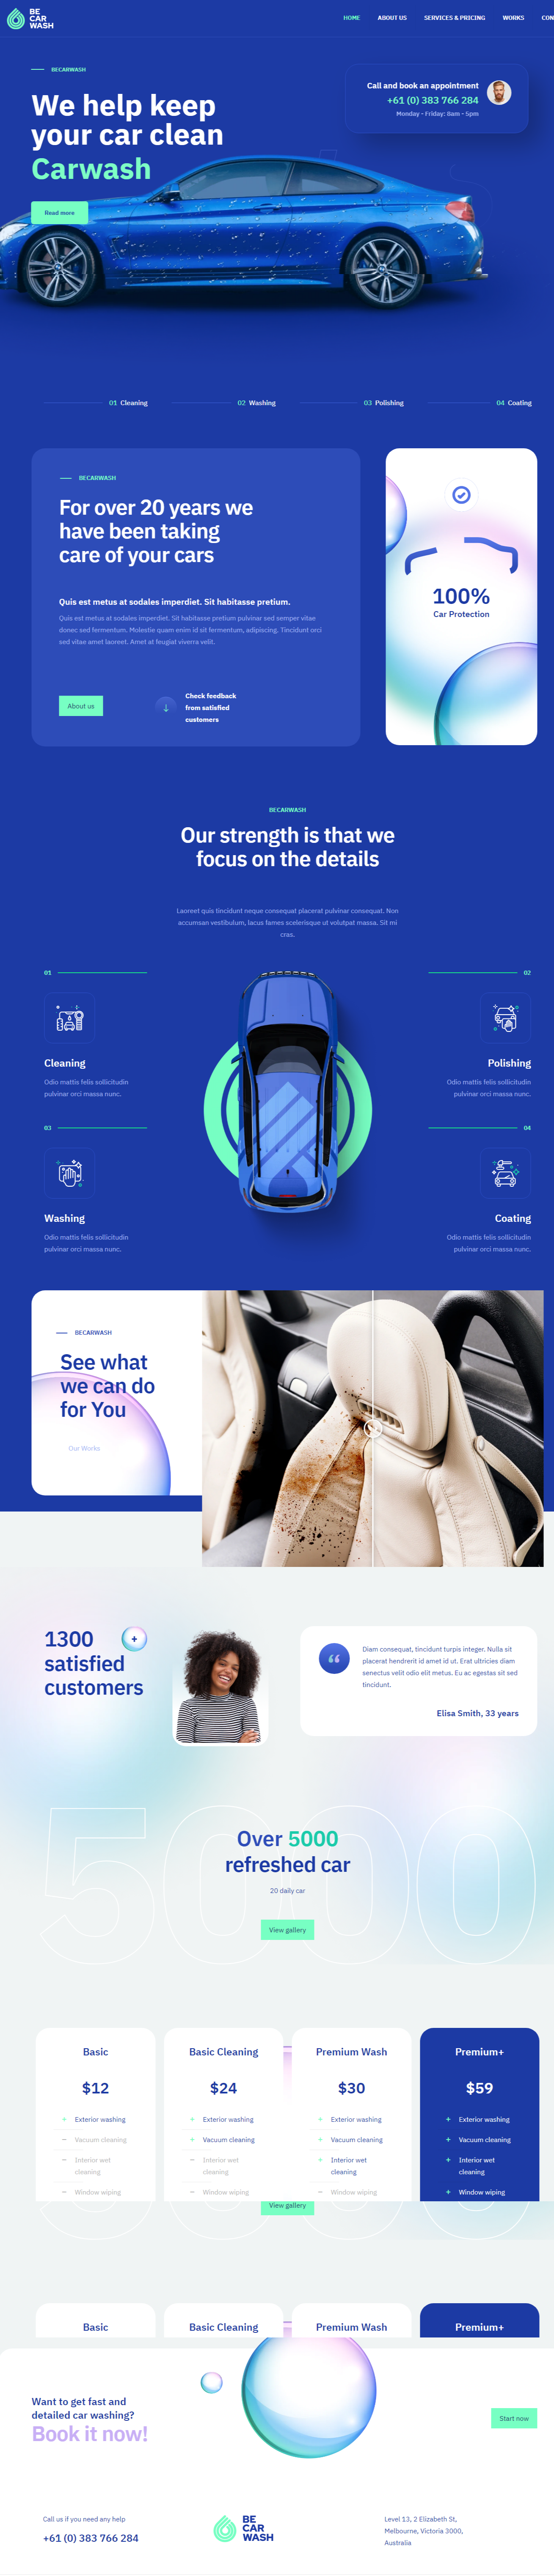 BE
CAR
WASH
HOME ABOUT US SERVICES & PRICING WORKS CON
BECARWASH
We help keep
your car clean
Carwash
Read more
Call and book an appointment
+61 (0) 383 766 284
Monday - Friday: 8am - 5pm
01 Cleaning
02 Washing
03 Polishing
04 Coating
BECARWASH
For over 20 years we
have been taking
care of your cars
Quis est metus at sodales imperdiet. Sit habitasse pretium.
Quis est metus at sodales imperdiet. Sit habitasse pretium pulvinar sed semper vitae
donec sed fermentum. Molestie quam enim id sit fermentum, adipiscing. Tincidunt orci
sed vitae amet laoreet. Amet at feugiat viverra velit.
About us
Check feedback
from satisfied
customers
100%
Car Protection
BECARWASH
Our strength is that we
focus on the details
Laoreet quis tincidunt neque consequat placerat pulvinar consequat. Non
accumsan vestibulum, lacus fames scelerisque ut volutpat massa. Sit mi
cras.
01
Cleaning
Odio mattis felis sollicitudin
pulvinar orci massa nunc.
02
Polishing
Odio mattis felis sollicitudin
pulvinar orci massa nunc.
03
Washing
Odio mattis felis sollicitudin
pulvinar orci massa nunc.
04
Coating
Odio mattis felis sollicitudin
pulvinar orci massa nunc.
BECARWASH
See what
we can do
for You
Our Works
1300
satisfied
customers
+
Diam consequat, tincidunt turpis integer. Nulla sit
placerat hendrerit id amet id ut. Erat ultricies diam
senectus velit odio elit metus. Eu ac egestas sit sed
tincidunt.
Elisa Smith, 33 years
5000
Over 5000
refreshed car
20 daily car
View gallery
Basic
$12
+ Exterior washing
– Vacuum cleaning
– Interior wet
cleaning
– Window wiping
Basic Cleaning
$24
+ Exterior washing
+ Vacuum cleaning
– Interior wet
cleaning
– Window wiping
Premium Wash
$30
+ Exterior washing
+ Vacuum cleaning
+ Interior wet
cleaning
– Window wiping
Premium+
$59
+ Exterior washing
+ Vacuum cleaning
+ Interior wet
cleaning
+ Window wiping
View gallery
Basic
Basic Cleaning
Premium Wash
Premium+
Want to get fast and
detailed car washing?
Book it now!
Start now
Call us if you need any help
+61 (0) 383 766 284
BE
CAR
WASH
Level 13, 2 Elizabeth St,
Melbourne, Victoria 3000,
Australia